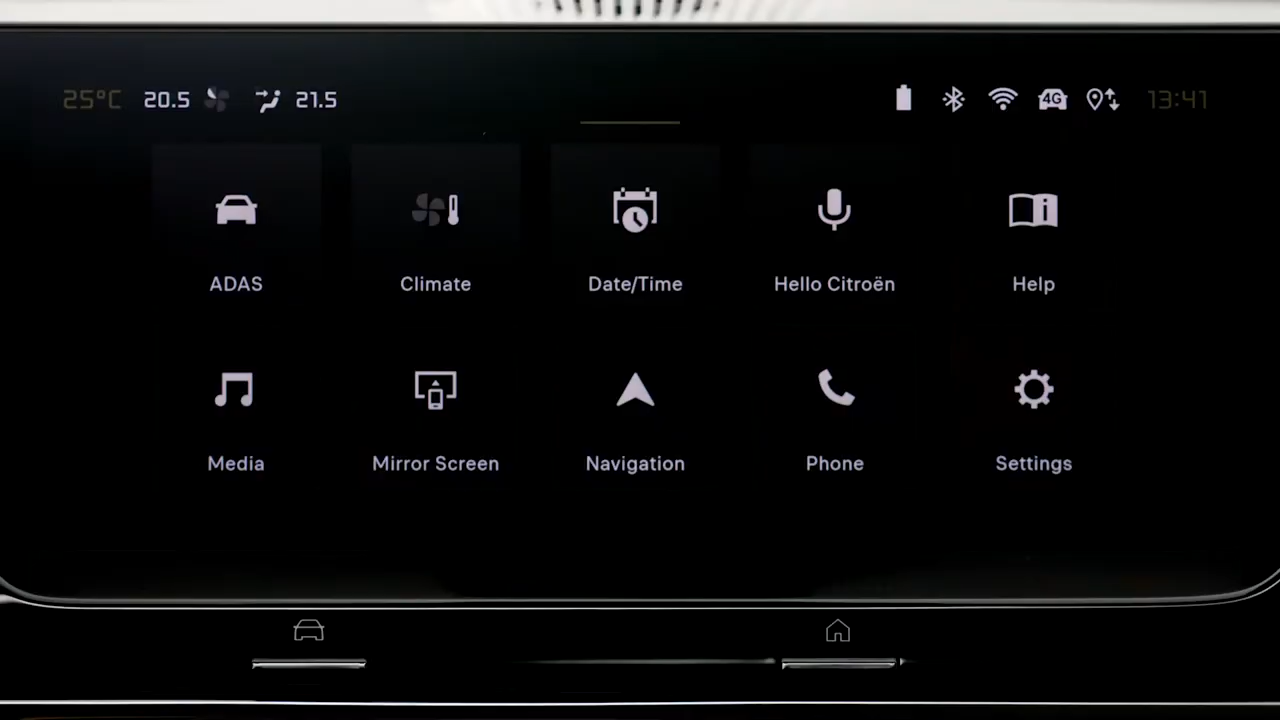 25°C 20.5 21.5 4G 13:41
ADAS Climate Date/Time Hello Citroën Help
Media Mirror Screen Navigation Phone Settings